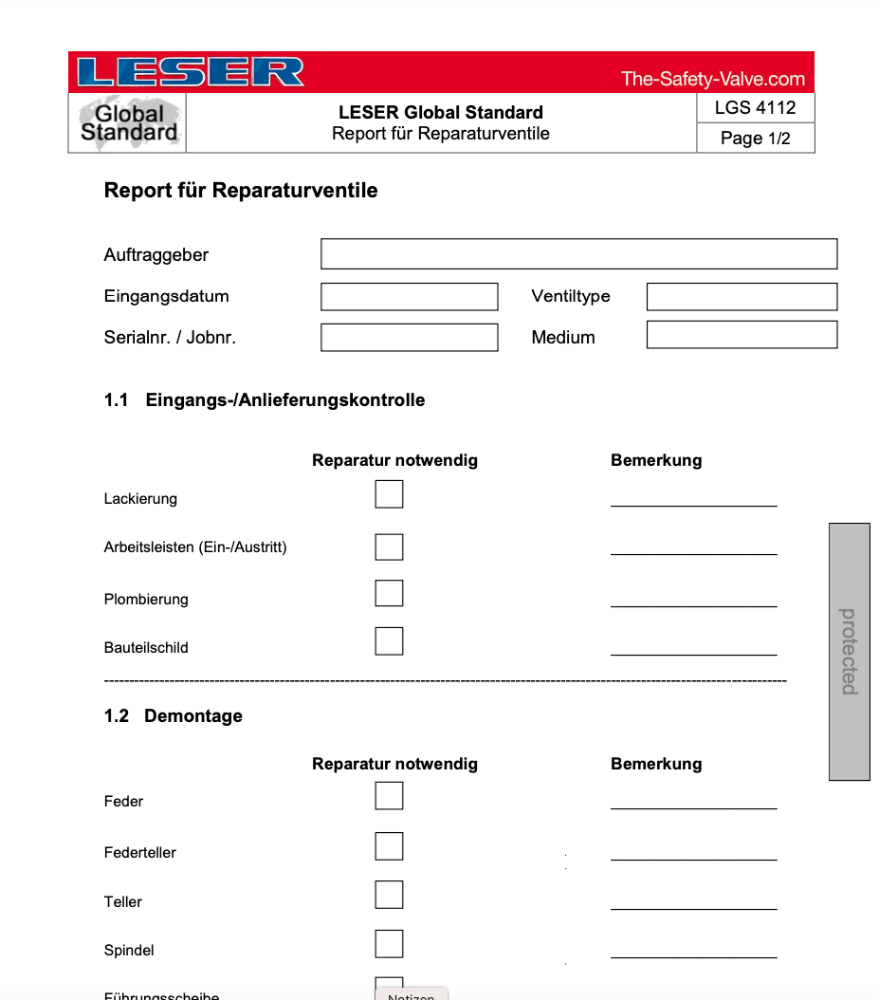 LESER
The-Safety-Valve.com
Global
Standard
LESER Global Standard
Report für Reparaturventile
LGS 4112
Page 1/2
Report für Reparaturventile
Auftraggeber
Eingangsdatum
Ventiltype
Serialnr. / Jobnr.
Medium
1.1 Eingangs-/Anlieferungskontrolle
Reparatur notwendig
Bemerkung
Lackierung
Arbeitsleisten (Ein-/Austritt)
Plombierung
Bauteilschild
protected
1.2 Demontage
Reparatur notwendig
Bemerkung
Feder
Federteller
Teller
Spindel
Führungsscheibe
Notizen